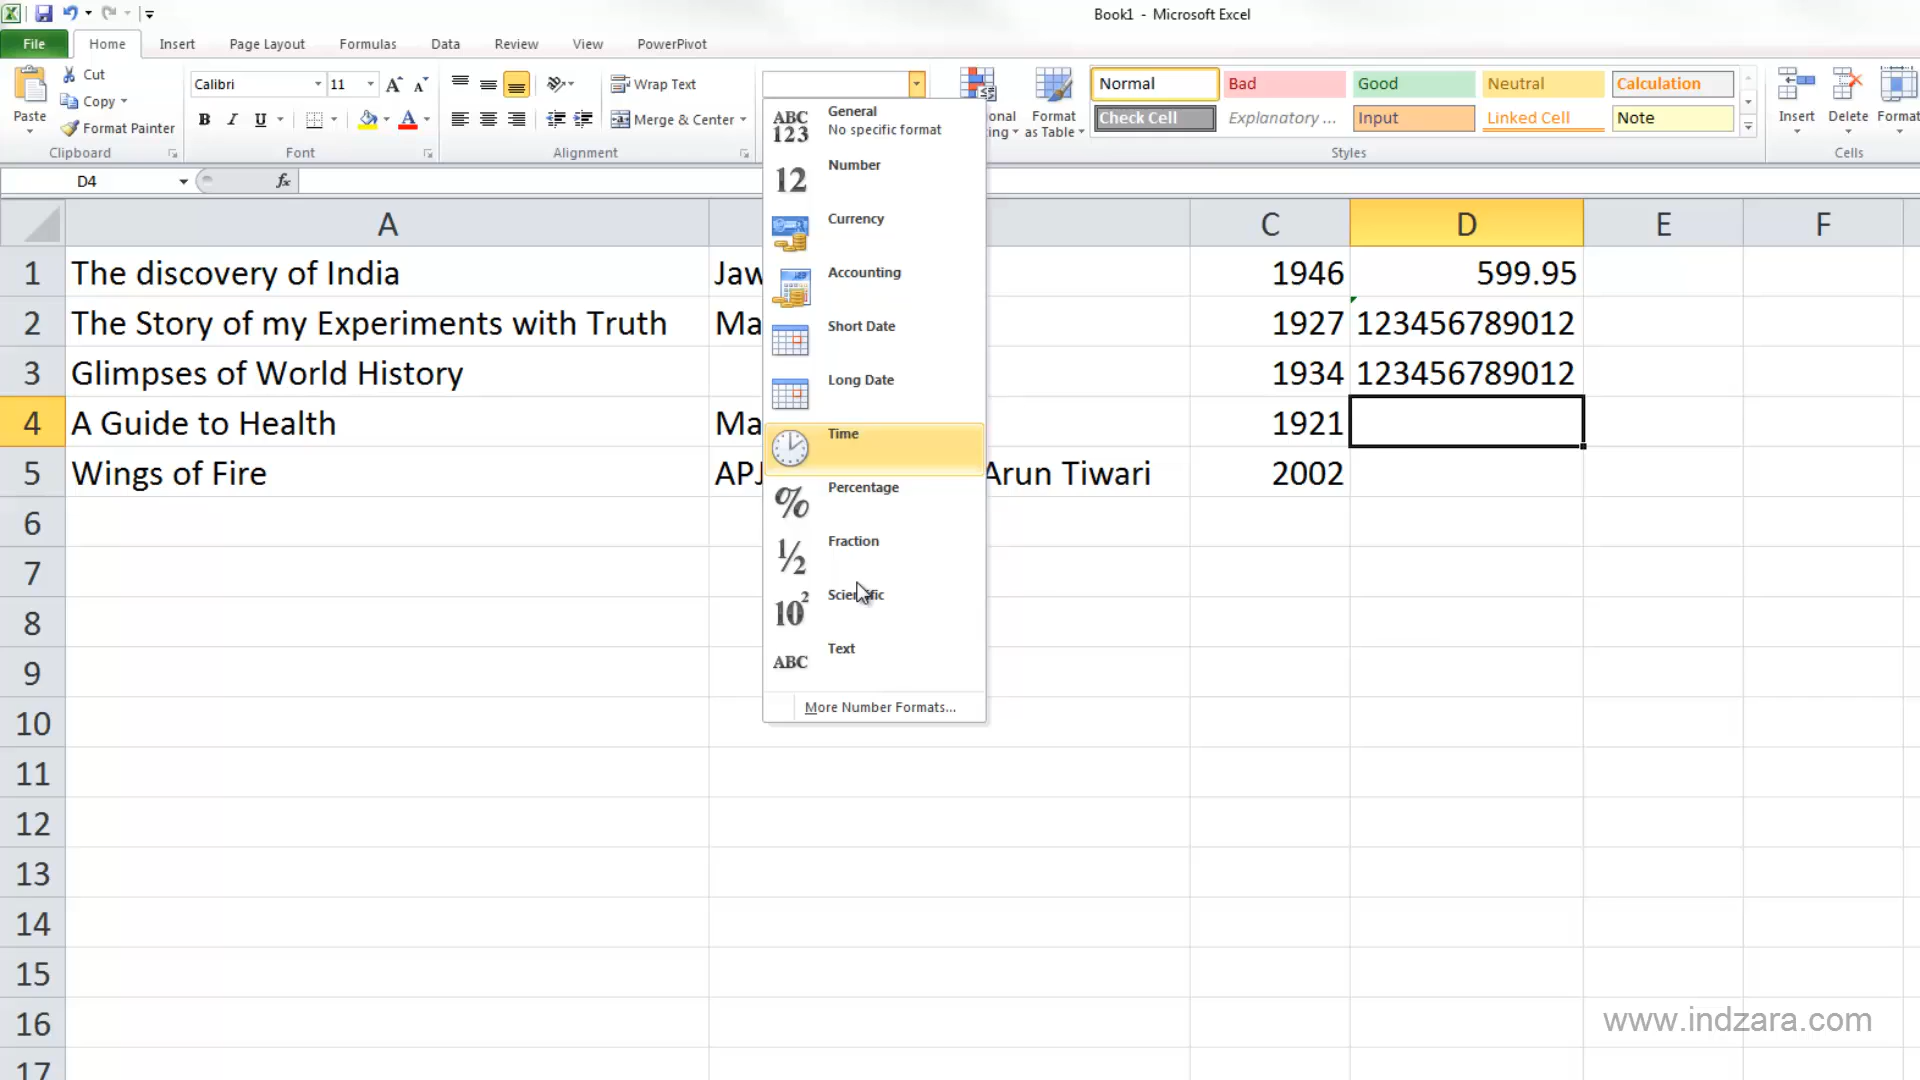 Book1 - Microsoft Excel
File Home Insert Page Layout Formulas Data Review View PowerPivot
Paste
Cut
Copy
Format Painter
Clipboard
Calibri 11
B I U
Font
Wrap Text
Merge & Center
Alignment
Format
as Table
Normal Bad Good Neutral Calculation
Check Cell Explanatory ... Input Linked Cell Note
Styles
Insert Delete Format
Cells
D4 fx
A C D E F
1 The discovery of India Jaw 1946 599.95
2 The Story of my Experiments with Truth Ma 1927 123456789012
3 Glimpses of World History 1934 123456789012
4 A Guide to Health Ma 1921
5 Wings of Fire APJ Arun Tiwari 2002
6
7
8
9
10
11
12
13
14
15
16
17
ABC
123
General
No specific format
12 Number
Currency
Accounting
Short Date
Long Date
Time
% Percentage
½ Fraction
10² Scientific
ABC Text
More Number Formats...
www.indzara.com